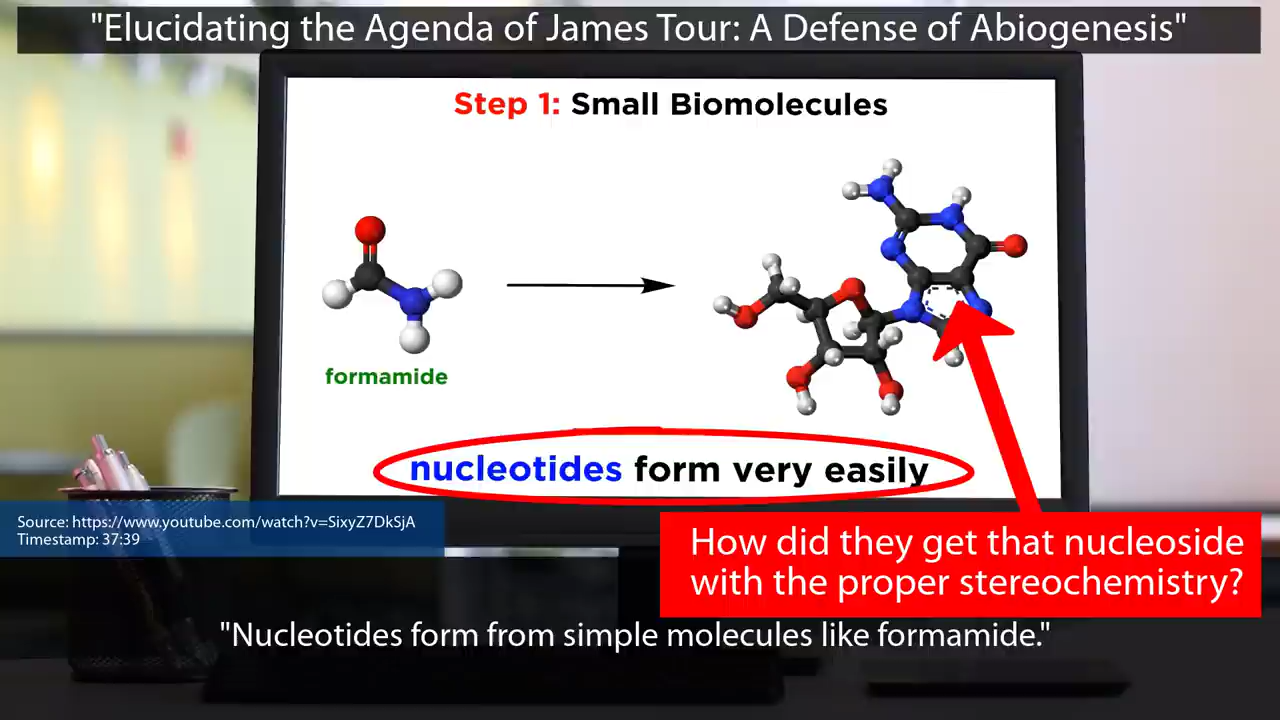 "Elucidating the Agenda of James Tour: A Defense of Abiogenesis"
Step 1: Small Biomolecules
formamide
nucleotides form very easily
Source: https://www.youtube.com/watch?v=SixyZ7DkSjA
Timestamp: 37:39
How did they get that nucleoside
with the proper stereochemistry?
"Nucleotides form from simple molecules like formamide."